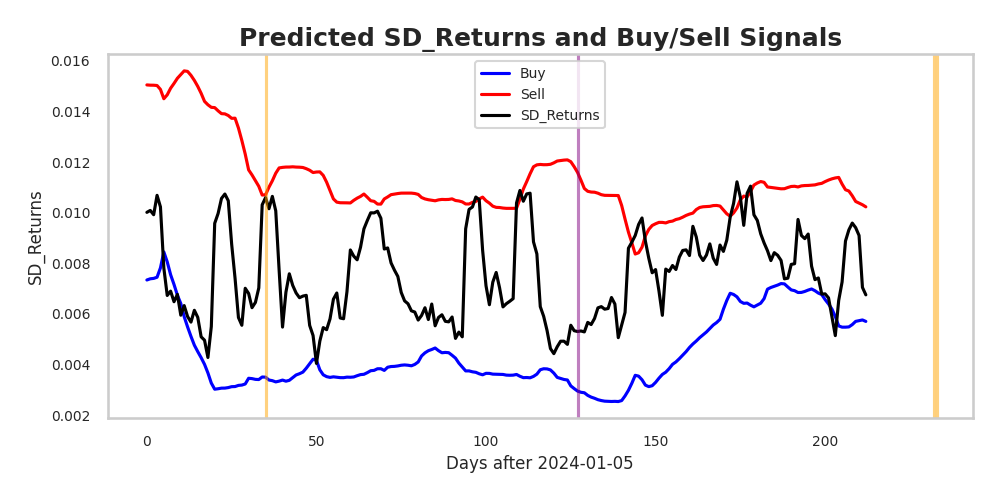 Predicted SD_Returns and Buy/Sell Signals
SD_Returns
0.016
0.014
0.012
0.010
0.008
0.006
0.004
0.002
Buy
Sell
SD_Returns
0
50
100
150
200
Days after 2024-01-05